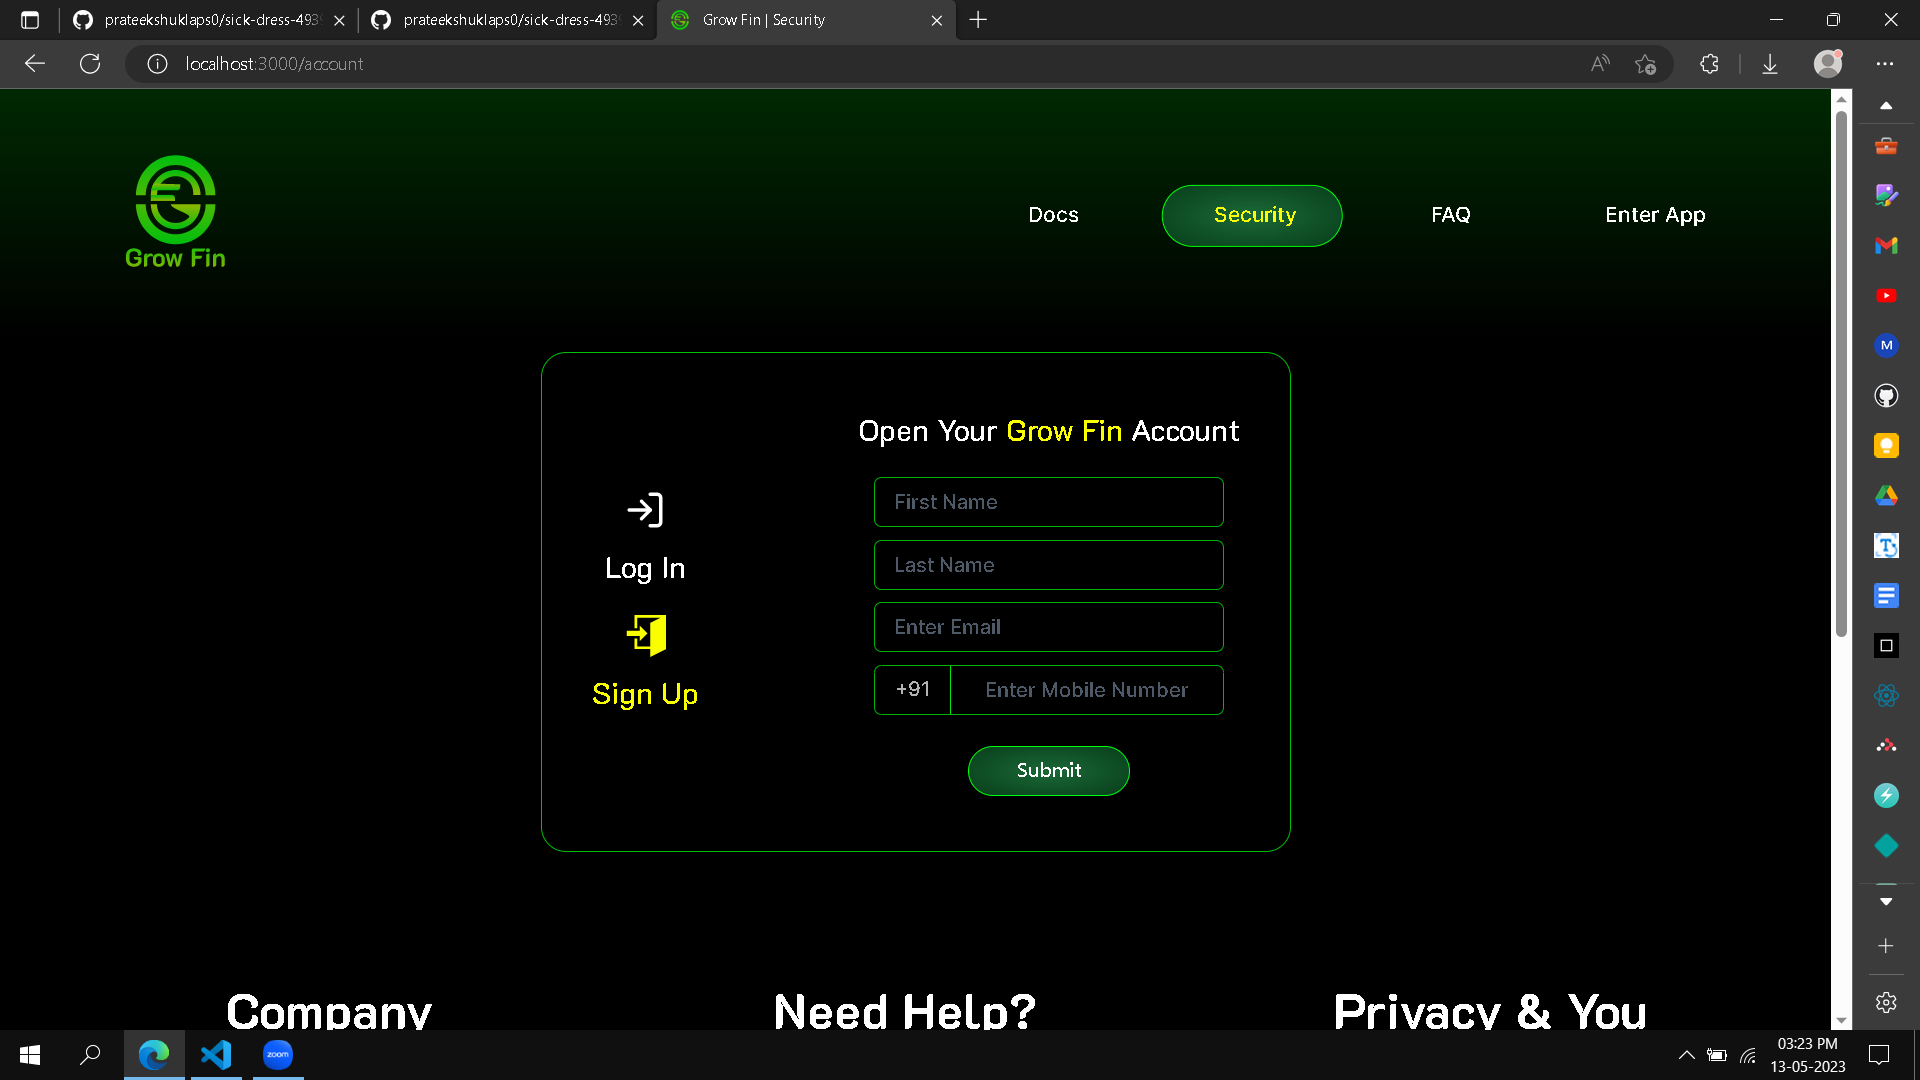 prateekshuklaps0/sick-dress-493
prateekshuklaps0/sick-dress-493
Grow Fin | Security
localhost:3000/account
Grow Fin
Docs
Security
FAQ
Enter App
Open Your Grow Fin Account
First Name
Last Name
Enter Email
+91
Enter Mobile Number
Submit
Log In
Sign Up
Company
Need Help?
Privacy & You
M
zoom
03:23 PM
13-05-2023